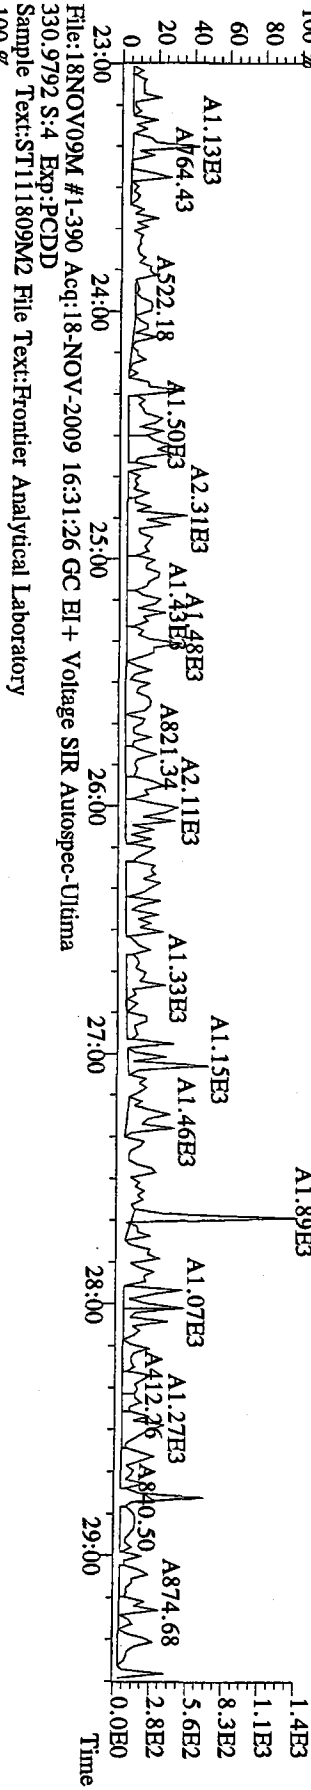 100 %
80
60
40
20
0
A1.13E3
A764.43
A522.18
A1.50E3
A2.31E3
A1.43E3
A1.48E3
A821.34
A2.11E3
A1.33E3
A1.15E3
A1.46E3
A1.89E3
A1.07E3
A412.26
A1.27E3
A840.50
A874.68
1.4E3
1.1E3
8.3E2
5.6E2
2.8E2
0.0E0
23:00 24:00 25:00 26:00 27:00 28:00 29:00 Time
File:18NOV09M #1-390 Acq:18-NOV-2009 16:31:26 GC EI+ Voltage SIR Autospec-Ultima
330.9792 S:4 Exp:PCDD
Sample Text:ST111809M2 File Text:Frontier Analytical Laboratory
100 %